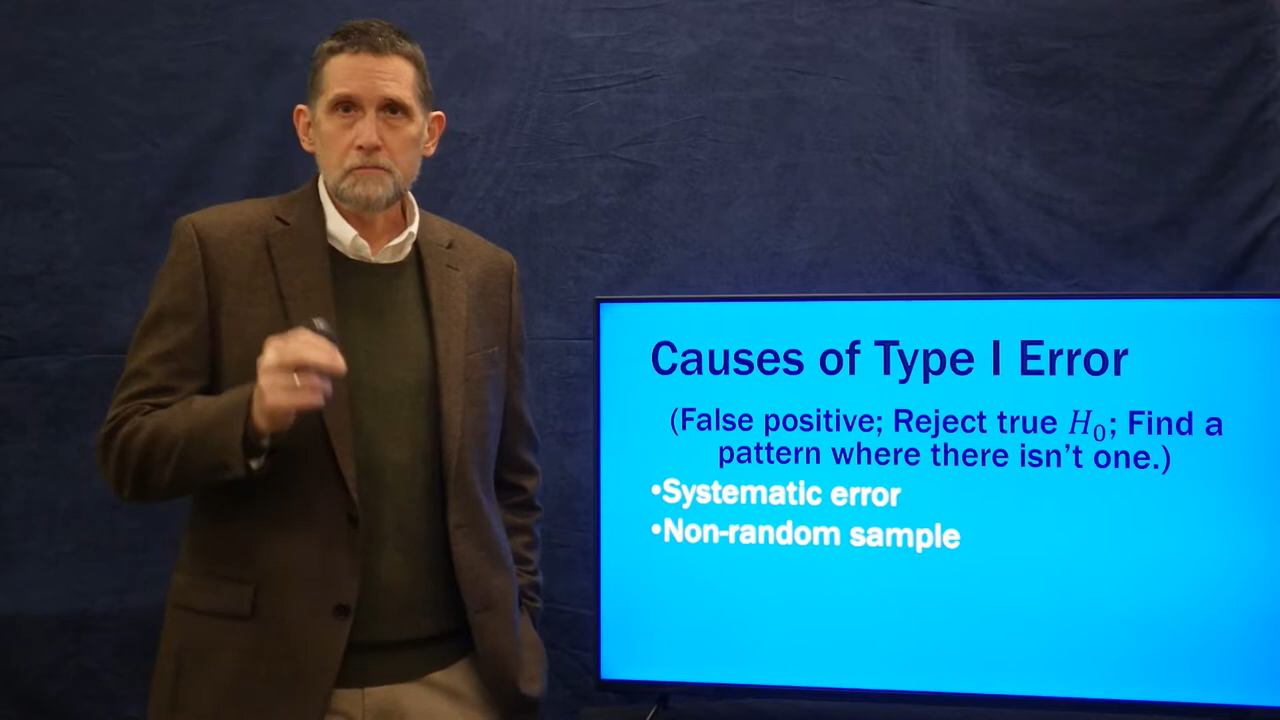 Causes of Type I Error
(False positive; Reject true H₀; Find a
pattern where there isn't one.)
•Systematic error
•Non-random sample